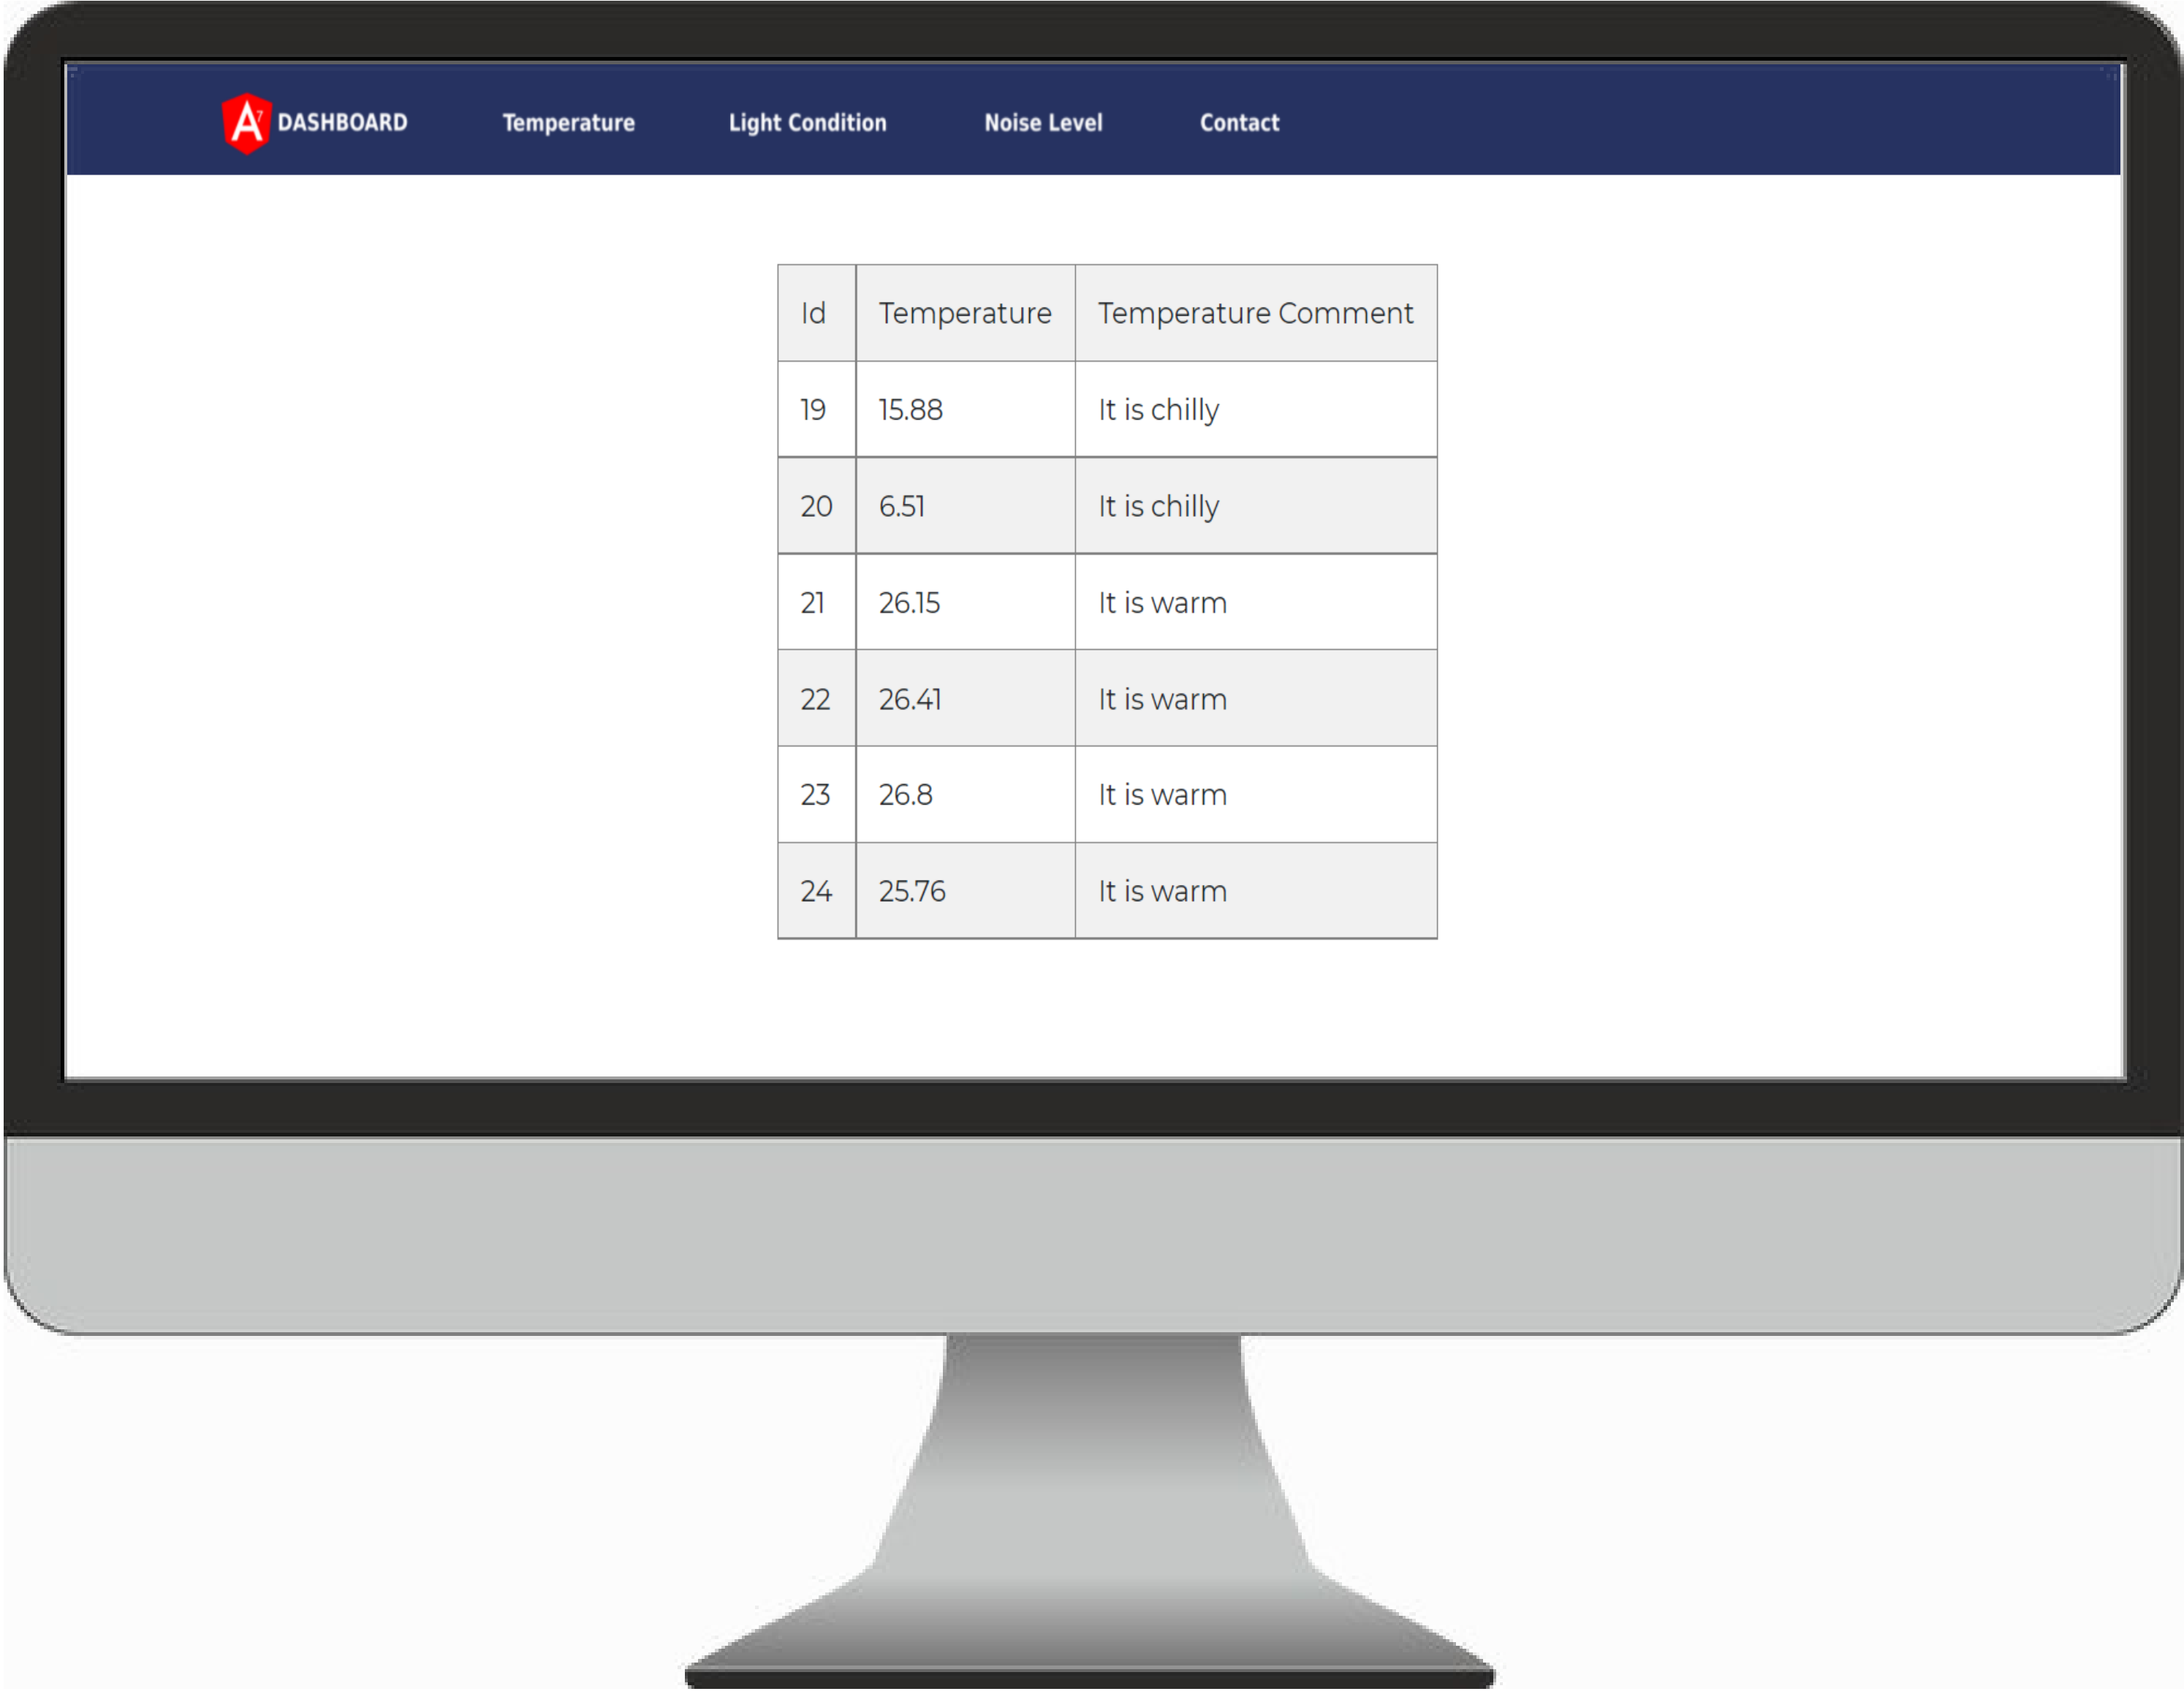 A7 DASHBOARD Temperature Light Condition Noise Level Contact
Id Temperature Temperature Comment
19 15.88 It is chilly
20 6.51 It is chilly
21 26.15 It is warm
22 26.41 It is warm
23 26.8 It is warm
24 25.76 It is warm